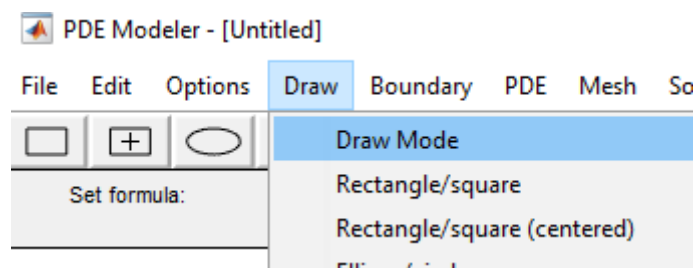 PDE Modeler - [Untitled]
File Edit Options Draw Boundary PDE Mesh So
Draw Mode
Set formula:
Rectangle/square
Rectangle/square (centered)